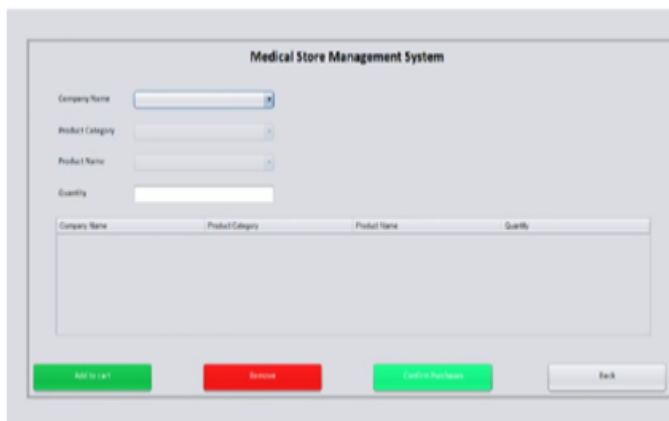 Medical Store Management System
Company Name
Product Category
Product Name
Quantity
Company Name Product Category Product Name Quantity
Add to cart Remove Confirm Purchases Back